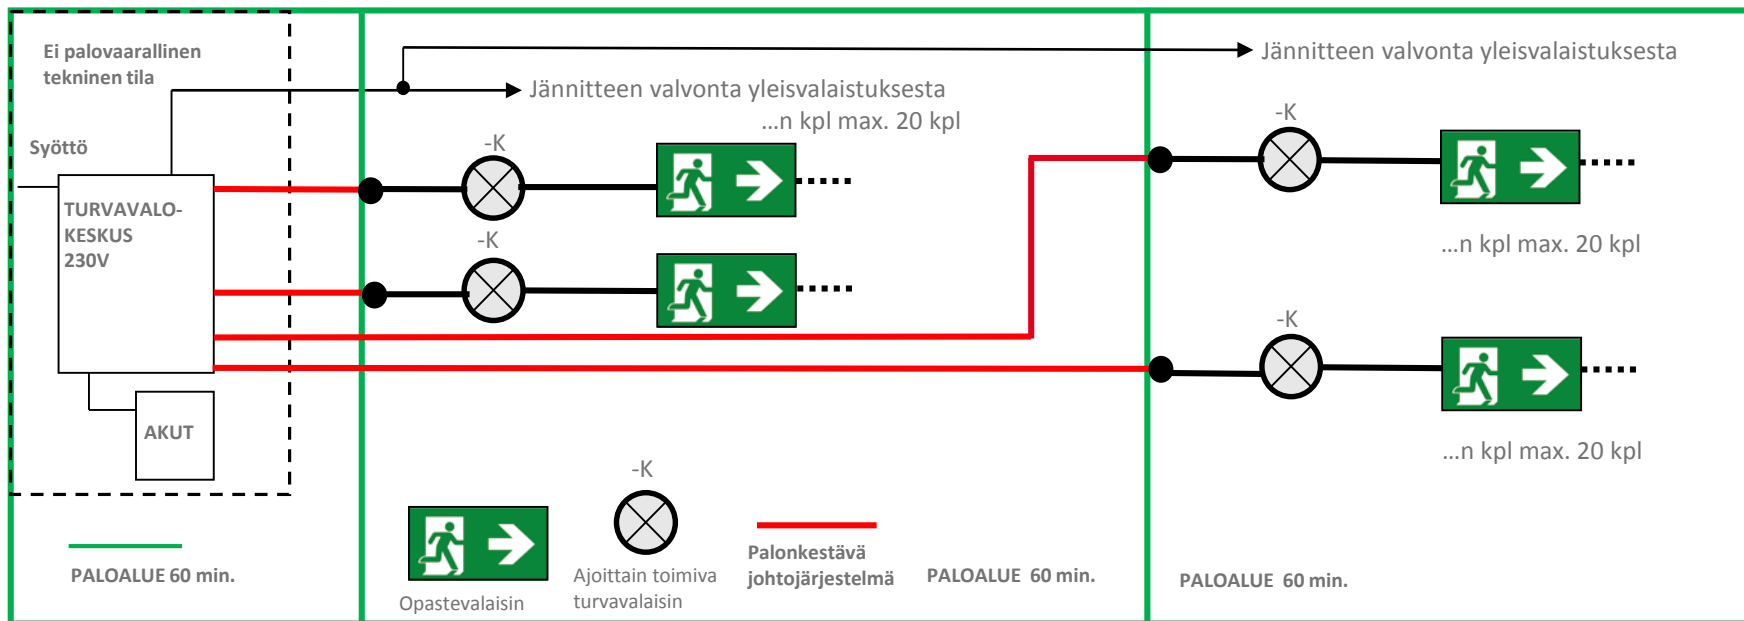 Ei palovaarallinen
tekninen tila
Syöttö
TURVAVALO-
KESKUS
230V
AKUT
PALOALUE 60 min.
Jännitteen valvonta yleisvalaistuksesta
...n kpl max. 20 kpl
-K
-K
-K
Opastevalaisin
Ajoittain toimiva
turvavalaisin
Palonkestävä
johtojärjestelmä
PALOALUE  60 min.
Jännitteen valvonta yleisvalaistuksesta
-K
...n kpl max. 20 kpl
-K
...n kpl max. 20 kpl
PALOALUE  60 min.